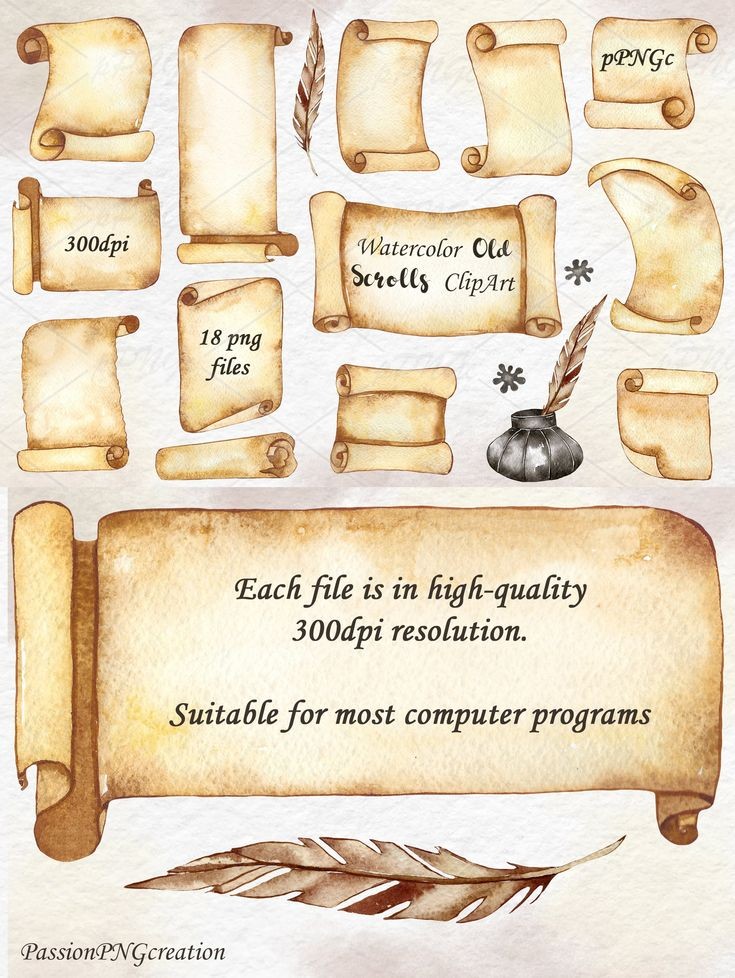 pPNGc
300dpi
Watercolor Old
Scrolls ClipArt
18 png
files
Each file is in high-quality
300dpi resolution.
Suitable for most computer programs
PassionPNGcreation